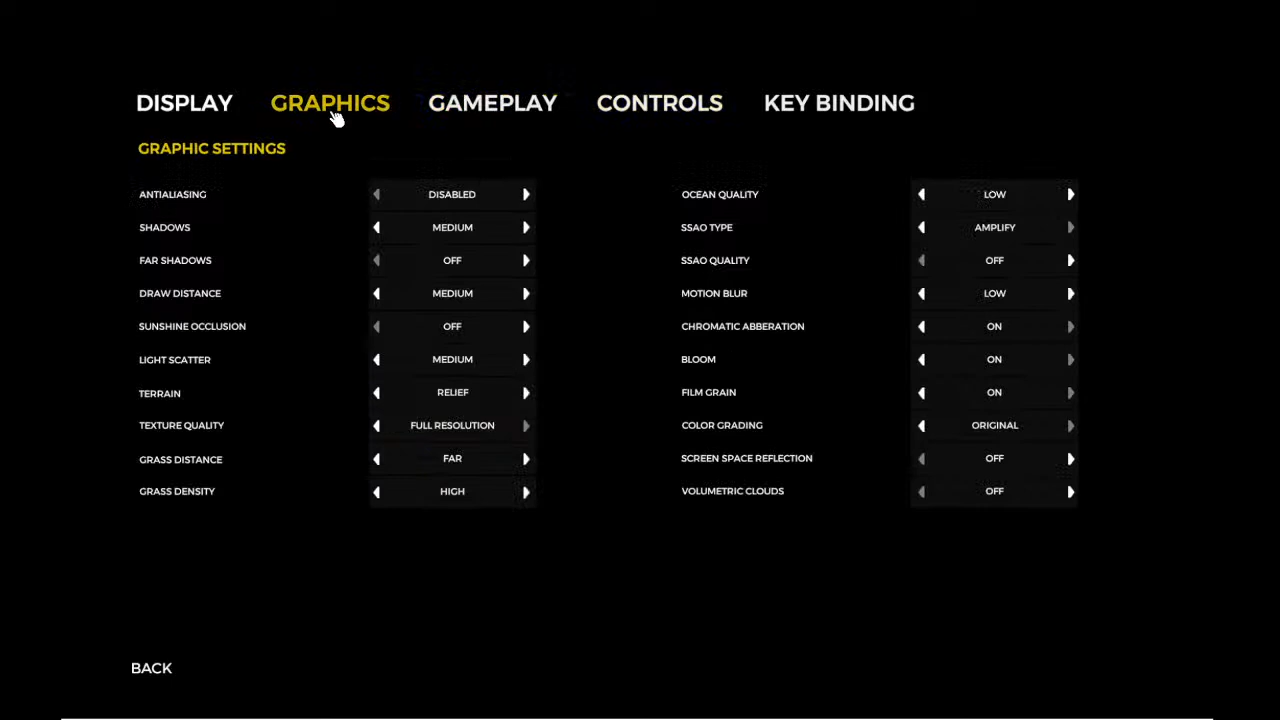 DISPLAY GRAPHICS GAMEPLAY CONTROLS KEY BINDING
GRAPHIC SETTINGS
ANTIALIASING DISABLED
SHADOWS MEDIUM
FAR SHADOWS OFF
DRAW DISTANCE MEDIUM
SUNSHINE OCCLUSION OFF
LIGHT SCATTER MEDIUM
TERRAIN RELIEF
TEXTURE QUALITY FULL RESOLUTION
GRASS DISTANCE FAR
GRASS DENSITY HIGH
OCEAN QUALITY LOW
SSAO TYPE AMPLIFY
SSAO QUALITY OFF
MOTION BLUR LOW
CHROMATIC ABBERATION ON
BLOOM ON
FILM GRAIN ON
COLOR GRADING ORIGINAL
SCREEN SPACE REFLECTION OFF
VOLUMETRIC CLOUDS OFF
BACK